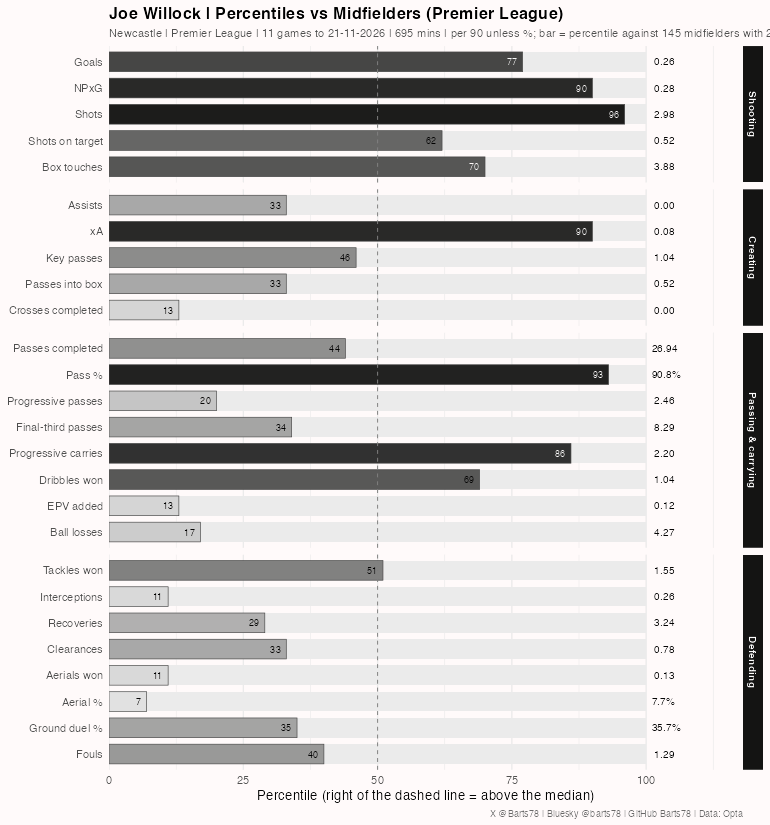 Joe Willock | Percentiles vs Midfielders (Premier League)
Newcastle | Premier League | 11 games to 21-11-2026 | 695 mins | per 90 unless %; bar = percentile against 145 midfielders with 2
Shooting
Goals 77 0.26
NPxG 90 0.28
Shots 96 2.98
Shots on target 62 0.52
Box touches 70 3.88
Creating
Assists 33 0.00
xA 90 0.08
Key passes 46 1.04
Passes into box 33 0.52
Crosses completed 13 0.00
Passing & carrying
Passes completed 44 26.94
Pass % 93 90.8%
Progressive passes 20 2.46
Final-third passes 34 8.29
Progressive carries 86 2.20
Dribbles won 69 1.04
EPV added 13 0.12
Ball losses 17 4.27
Defending
Tackles won 51 1.55
Interceptions 11 0.26
Recoveries 29 3.24
Clearances 33 0.78
Aerials won 11 0.13
Aerial % 7 7.7%
Ground duel % 35 35.7%
Fouls 40 1.29
0 25 50 75 100
Percentile (right of the dashed line = above the median)
X @Barts78 | Bluesky @barts78 | GitHub Barts78 | Data: Opta